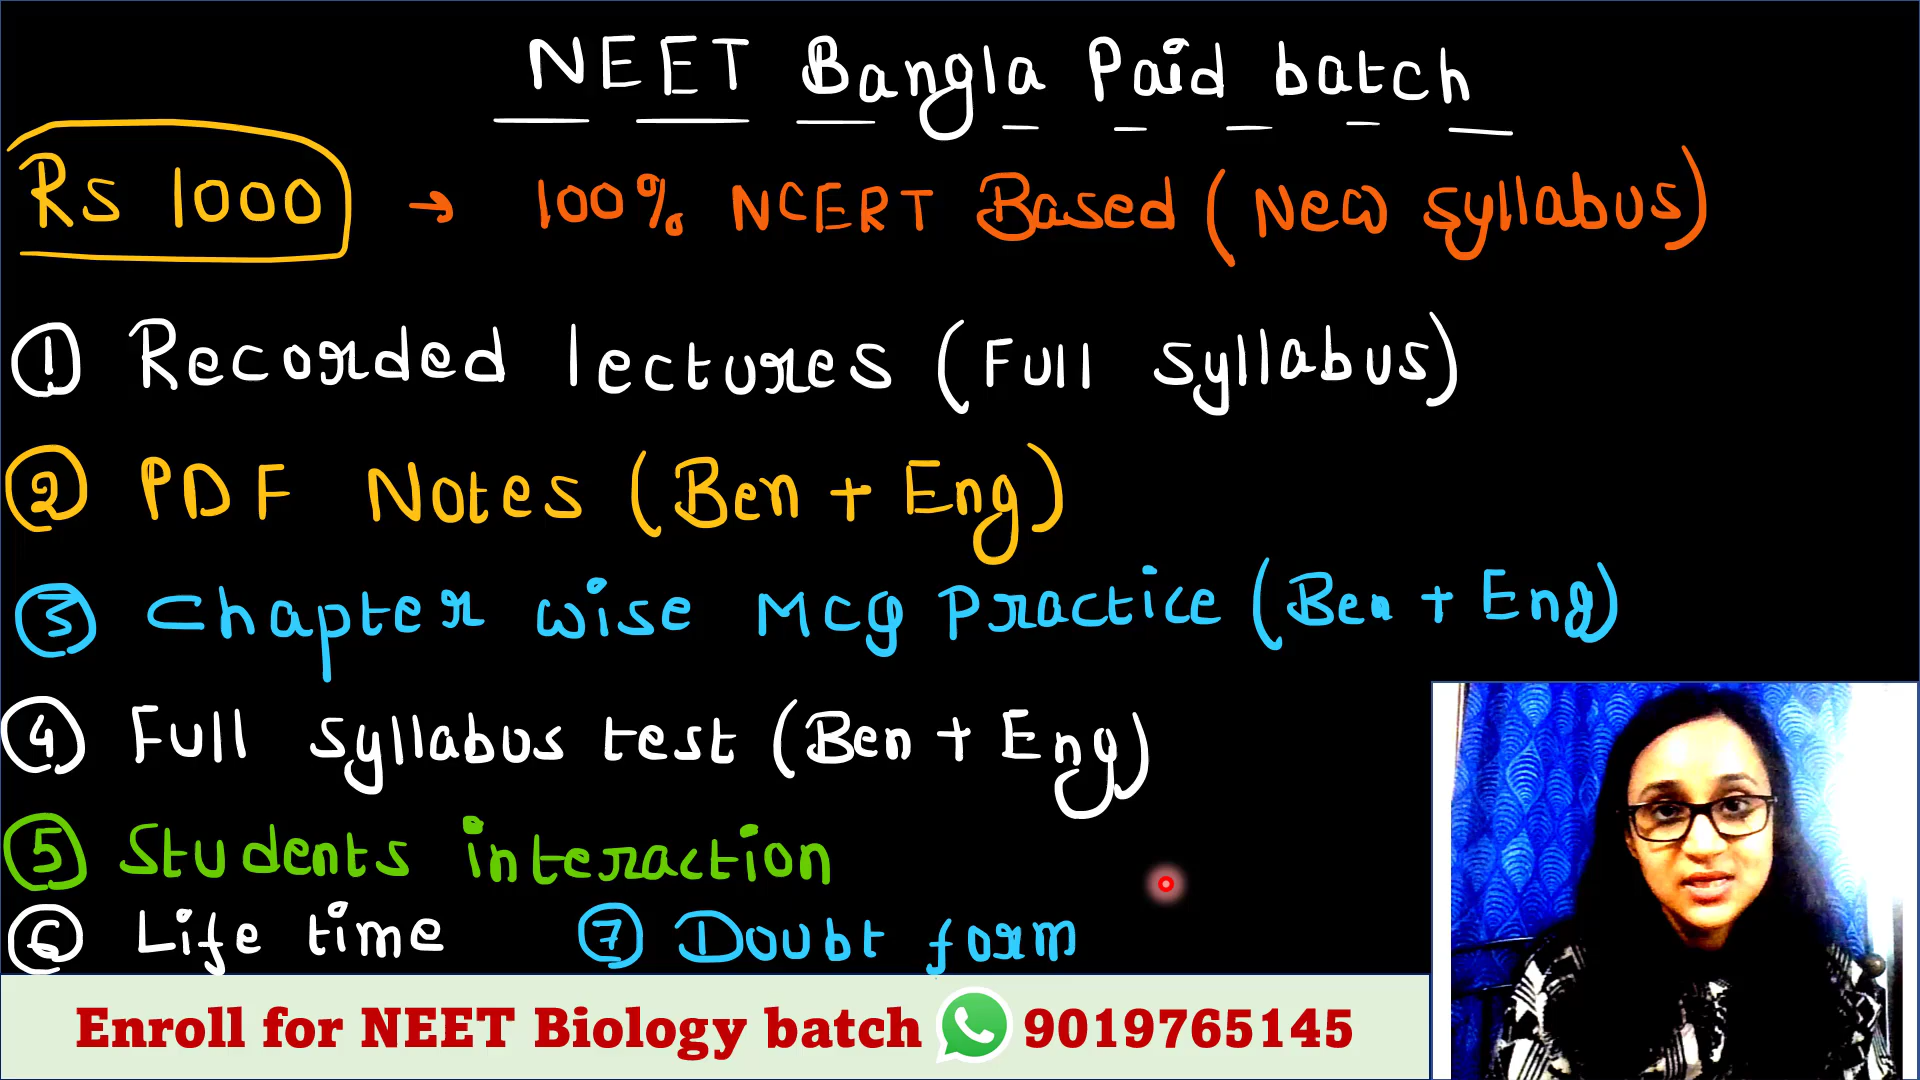 NEET Bangla Paid batch
Rs 1000 → 100% NCERT Based (New syllabus)
① Recorded lectures (Full syllabus)
② PDF Notes (Ben + Eng)
③ Chapter wise MCQ Practice (Ben + Eng)
④ Full syllabus test (Ben + Eng)
⑤ Students interaction
⑥ Life time ⑦ Doubt form
Enroll for NEET Biology batch 9019765145